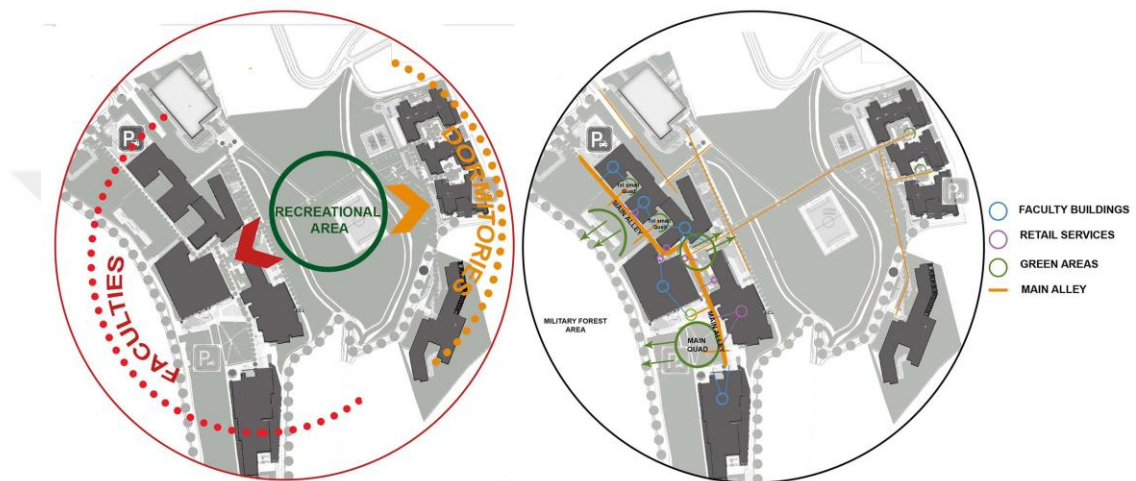 P
FACULTIES
RECREATIONAL
AREA
DORMITORIES
P
P
1st small
Quad
1st small
Quad
MAIN ALLEY
MILITARY FOREST
AREA
MAIN
QUAD
MAIN ALLEY
P
P
FACULTY BUILDINGS
RETAIL SERVICES
GREEN AREAS
MAIN ALLEY